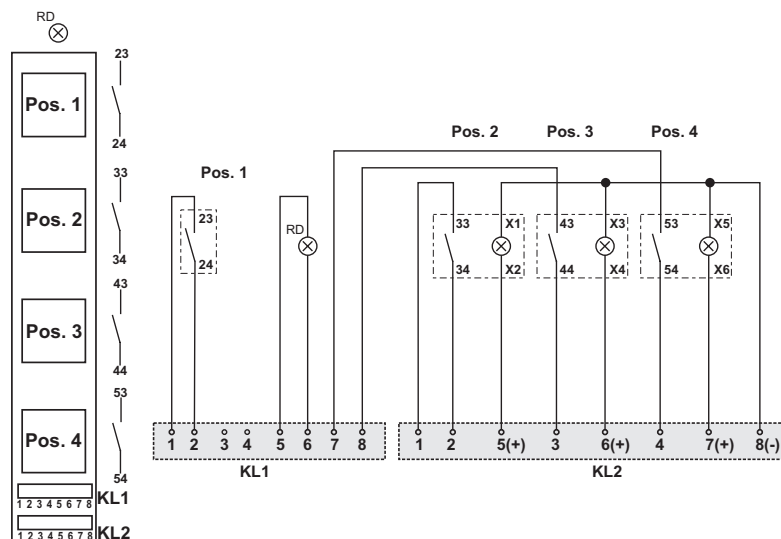 RD
23
Pos. 1
24
33
Pos. 2
34
43
Pos. 3
44
53
Pos. 4
54
1 2 3 4 5 6 7 8 KL1
1 2 3 4 5 6 7 8 KL2
Pos. 1
23
24
RD
1 2 3 4 5 6 7 8
KL1
Pos. 2 Pos. 3 Pos. 4
33 X1 43 X3 53 X5
34 X2 44 X4 54 X6
1 2 5(+) 3 6(+) 4 7(+) 8(-)
KL2